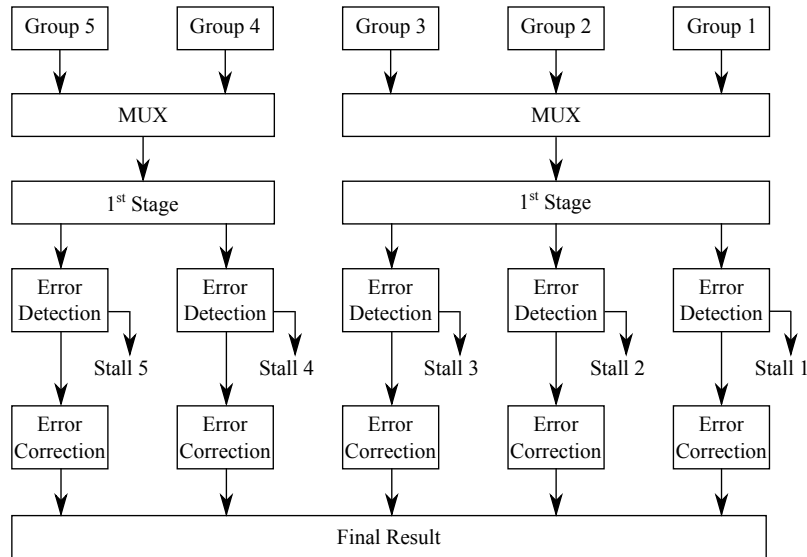 Group 5
Group 4
Group 3
Group 2
Group 1
MUX
MUX
1st Stage
1st Stage
Error
Detection
Error
Detection
Error
Detection
Error
Detection
Error
Detection
Stall 5
Stall 4
Stall 3
Stall 2
Stall 1
Error
Correction
Error
Correction
Error
Correction
Error
Correction
Error
Correction
Final Result